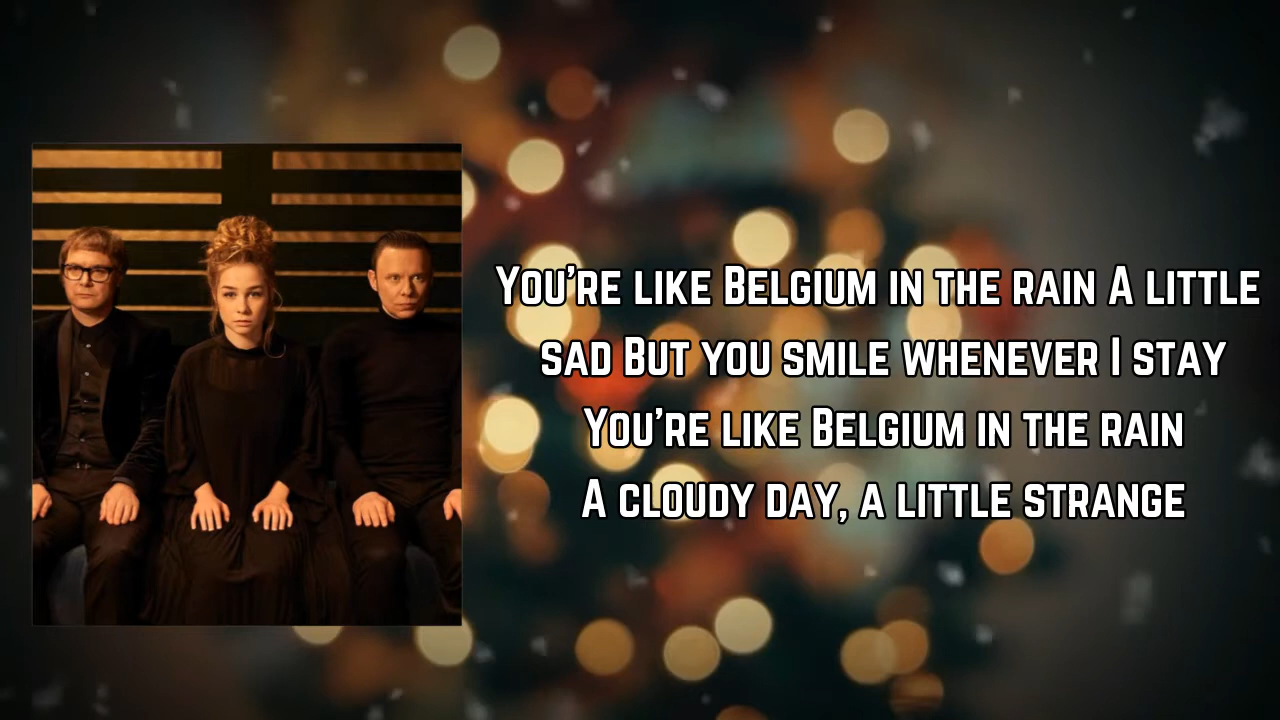 You're like Belgium in the rain A little
sad But you smile whenever I stay
You're like Belgium in the rain
A cloudy day, a little strange